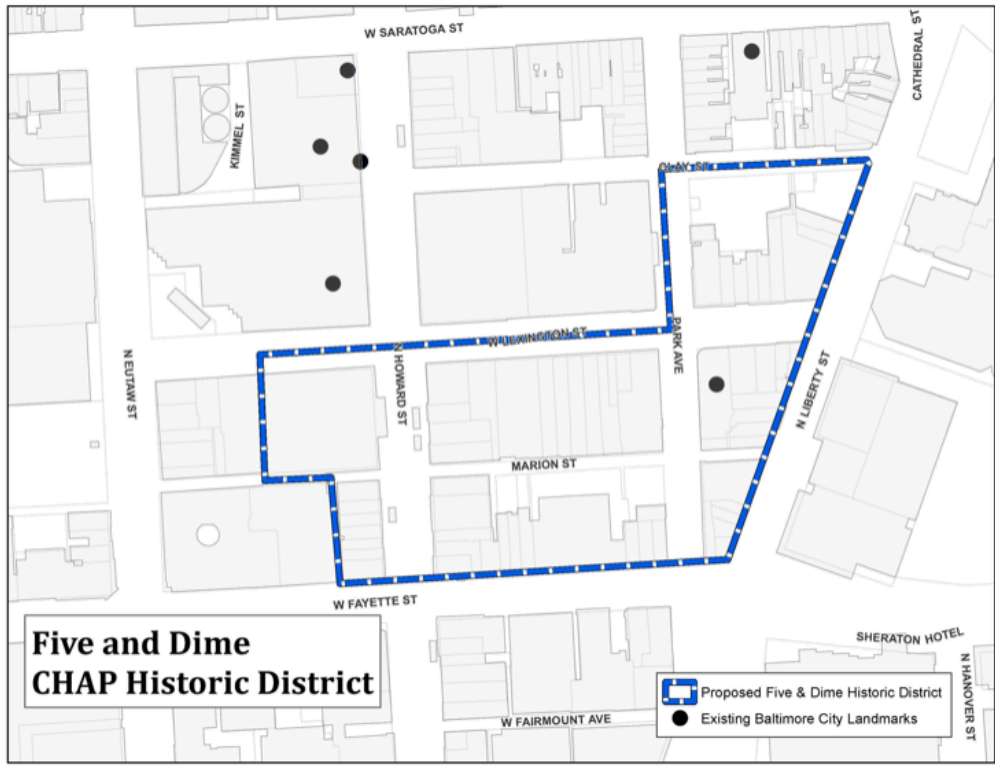 W SARATOGA ST
CATHEDRAL ST
KIMMEL ST
CLAY ST
W LEXINGTON ST
PARK AVE
N HOWARD ST
N EUTAW ST
N LIBERTY ST
MARION ST
W FAYETTE ST
Five and Dime
CHAP Historic District
SHERATON HOTEL
N HANOVER ST
W FAIRMOUNT AVE
Proposed Five & Dime Historic District
Existing Baltimore City Landmarks